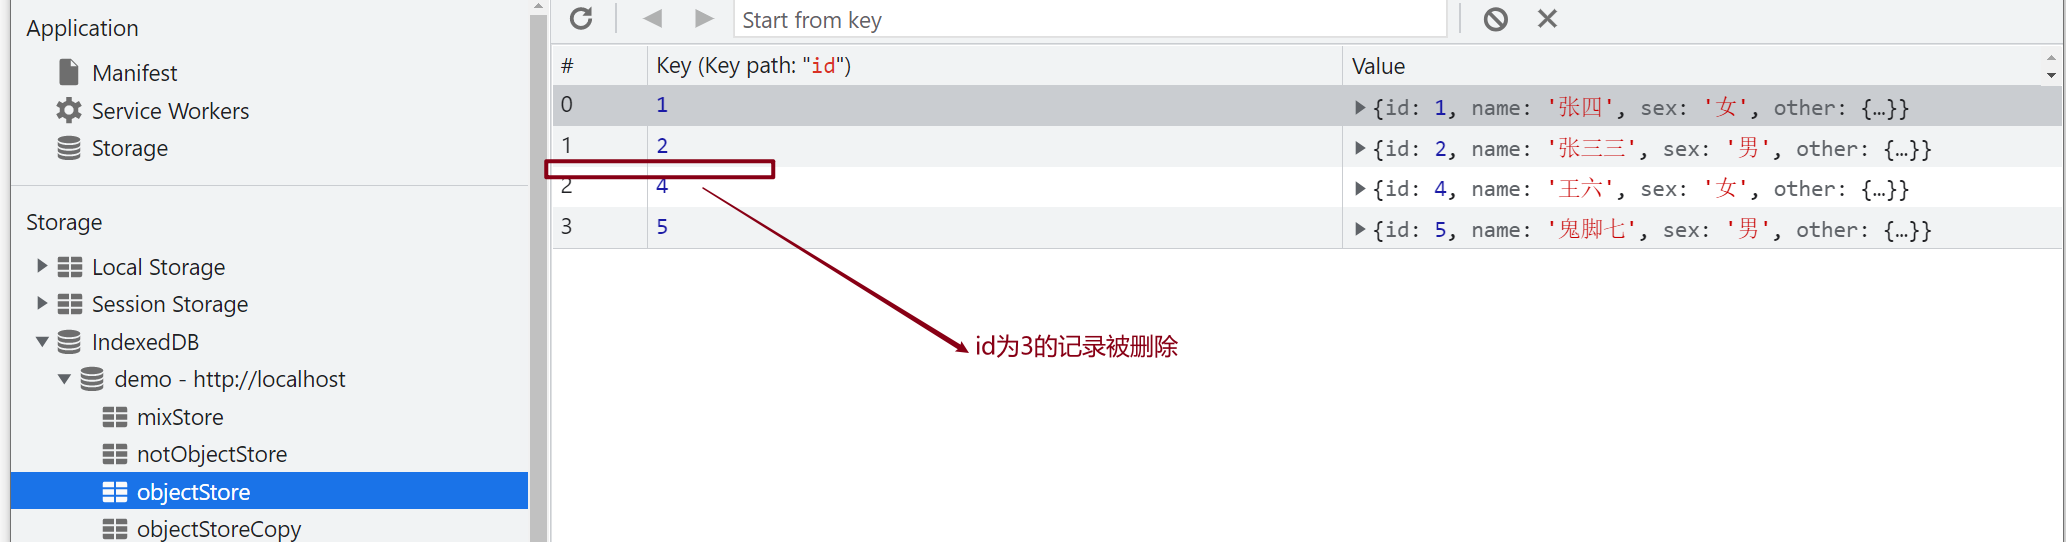 Application
Manifest
Service Workers
Storage
Storage
Local Storage
Session Storage
IndexedDB
demo - http://localhost
mixStore
notObjectStore
objectStore
objectStoreCopy
Start from key
# Key (Key path: "id") Value
0 1 {id: 1, name: '张四', sex: '女', other: {…}}
1 2 {id: 2, name: '张三三', sex: '男', other: {…}}
2 4 {id: 4, name: '王六', sex: '女', other: {…}}
3 5 {id: 5, name: '鬼脚七', sex: '男', other: {…}}
id为3的记录被删除